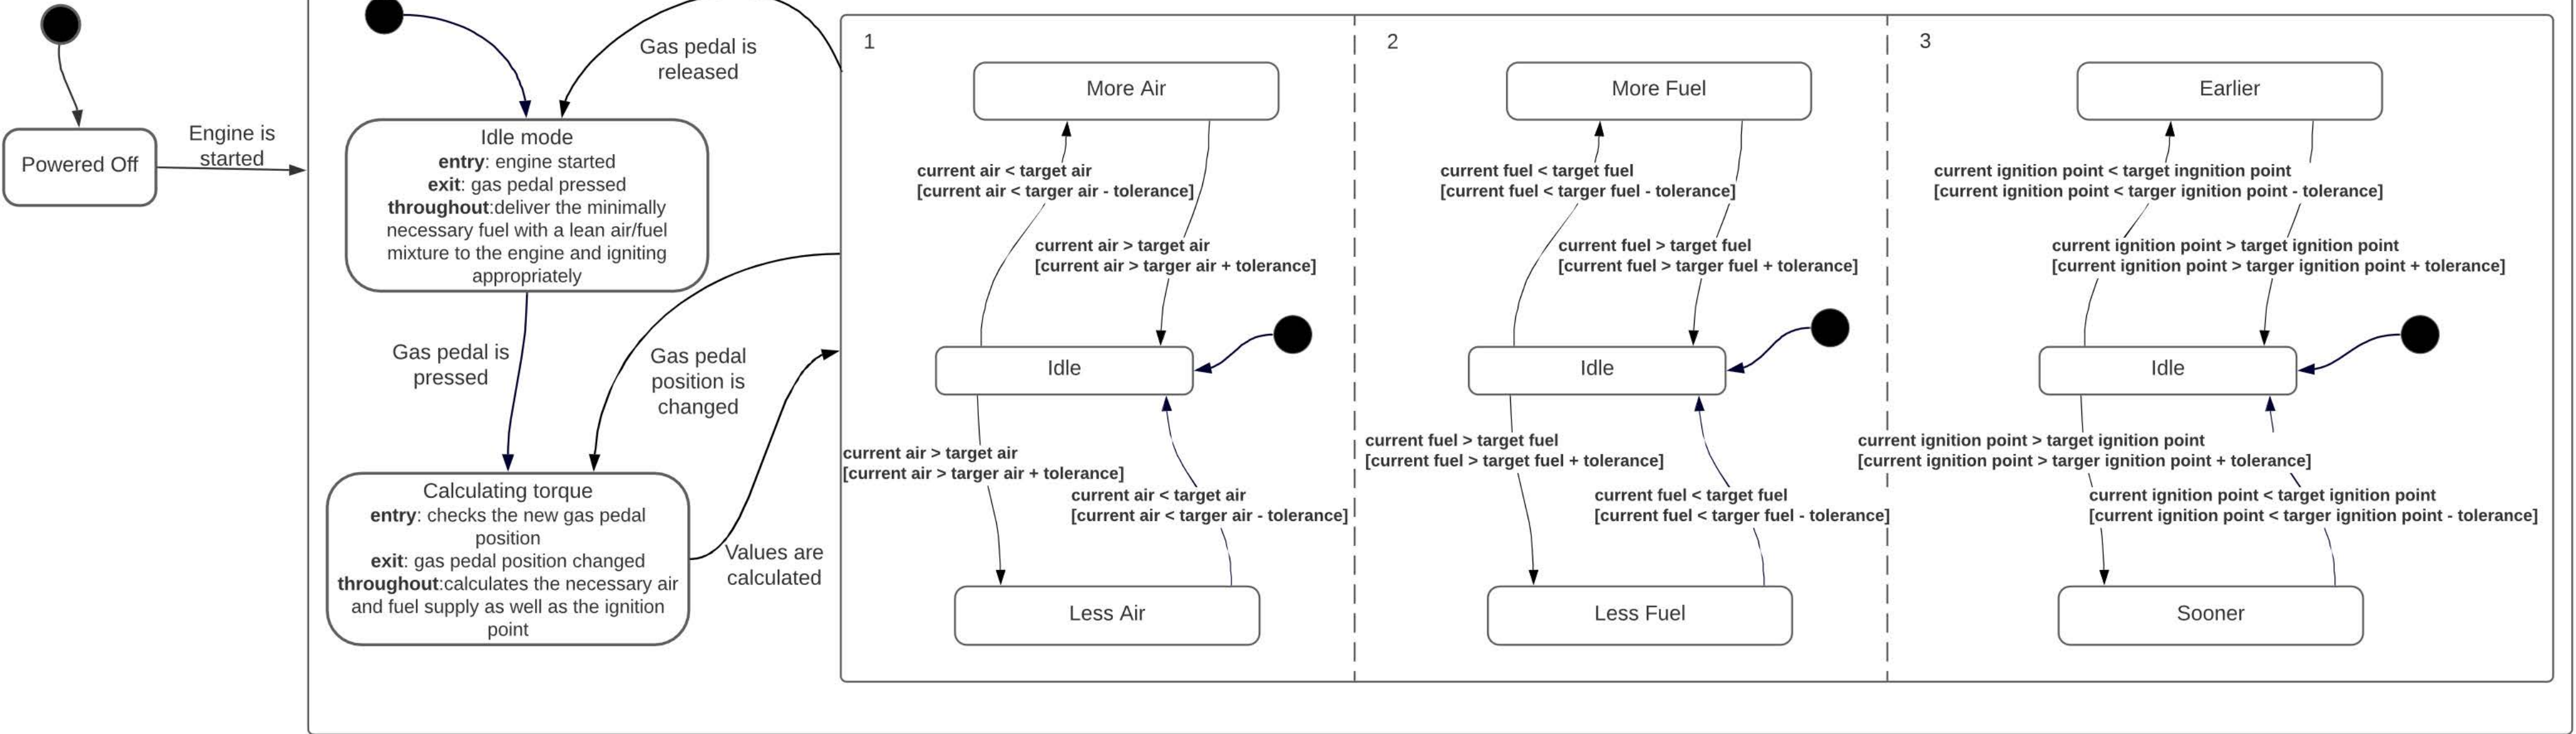 Powered Off
Engine is
started
Gas pedal is
released
Idle mode
entry: engine started
exit: gas pedal pressed
throughout:deliver the minimally
necessary fuel with a lean air/fuel
mixture to the engine and igniting
appropriately
Gas pedal is
pressed
Gas pedal
position is
changed
Calculating torque
entry: checks the new gas pedal
position
exit: gas pedal position changed
throughout:calculates the necessary air
and fuel supply as well as the ignition
point
Values are
calculated
1
More Air
current air < target air
[current air < targer air - tolerance]
current air > target air
[current air > targer air + tolerance]
Idle
current air > target air
[current air > targer air + tolerance]
current air < target air
[current air < targer air - tolerance]
Less Air
2
More Fuel
current fuel < target fuel
[current fuel < targer fuel - tolerance]
current fuel > target fuel
[current fuel > targer fuel + tolerance]
Idle
current fuel > target fuel
[current fuel > target fuel + tolerance]
current fuel < target fuel
[current fuel < targer fuel - tolerance]
Less Fuel
3
Earlier
current ignition point < target ingnition point
[current ignition point < targer ignition point - tolerance]
current ignition point > target ignition point
[current ignition point > targer ignition point + tolerance]
Idle
current ignition point > target ignition point
[current ignition point > targer ignition point + tolerance]
current ignition point < target ignition point
[current ignition point < targer ignition point - tolerance]
Sooner